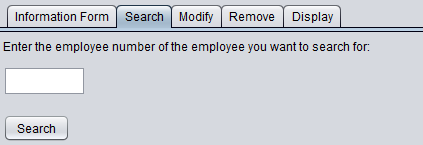 Information Form Search Modify Remove Display
Enter the employee number of the employee you want to search for:
Search